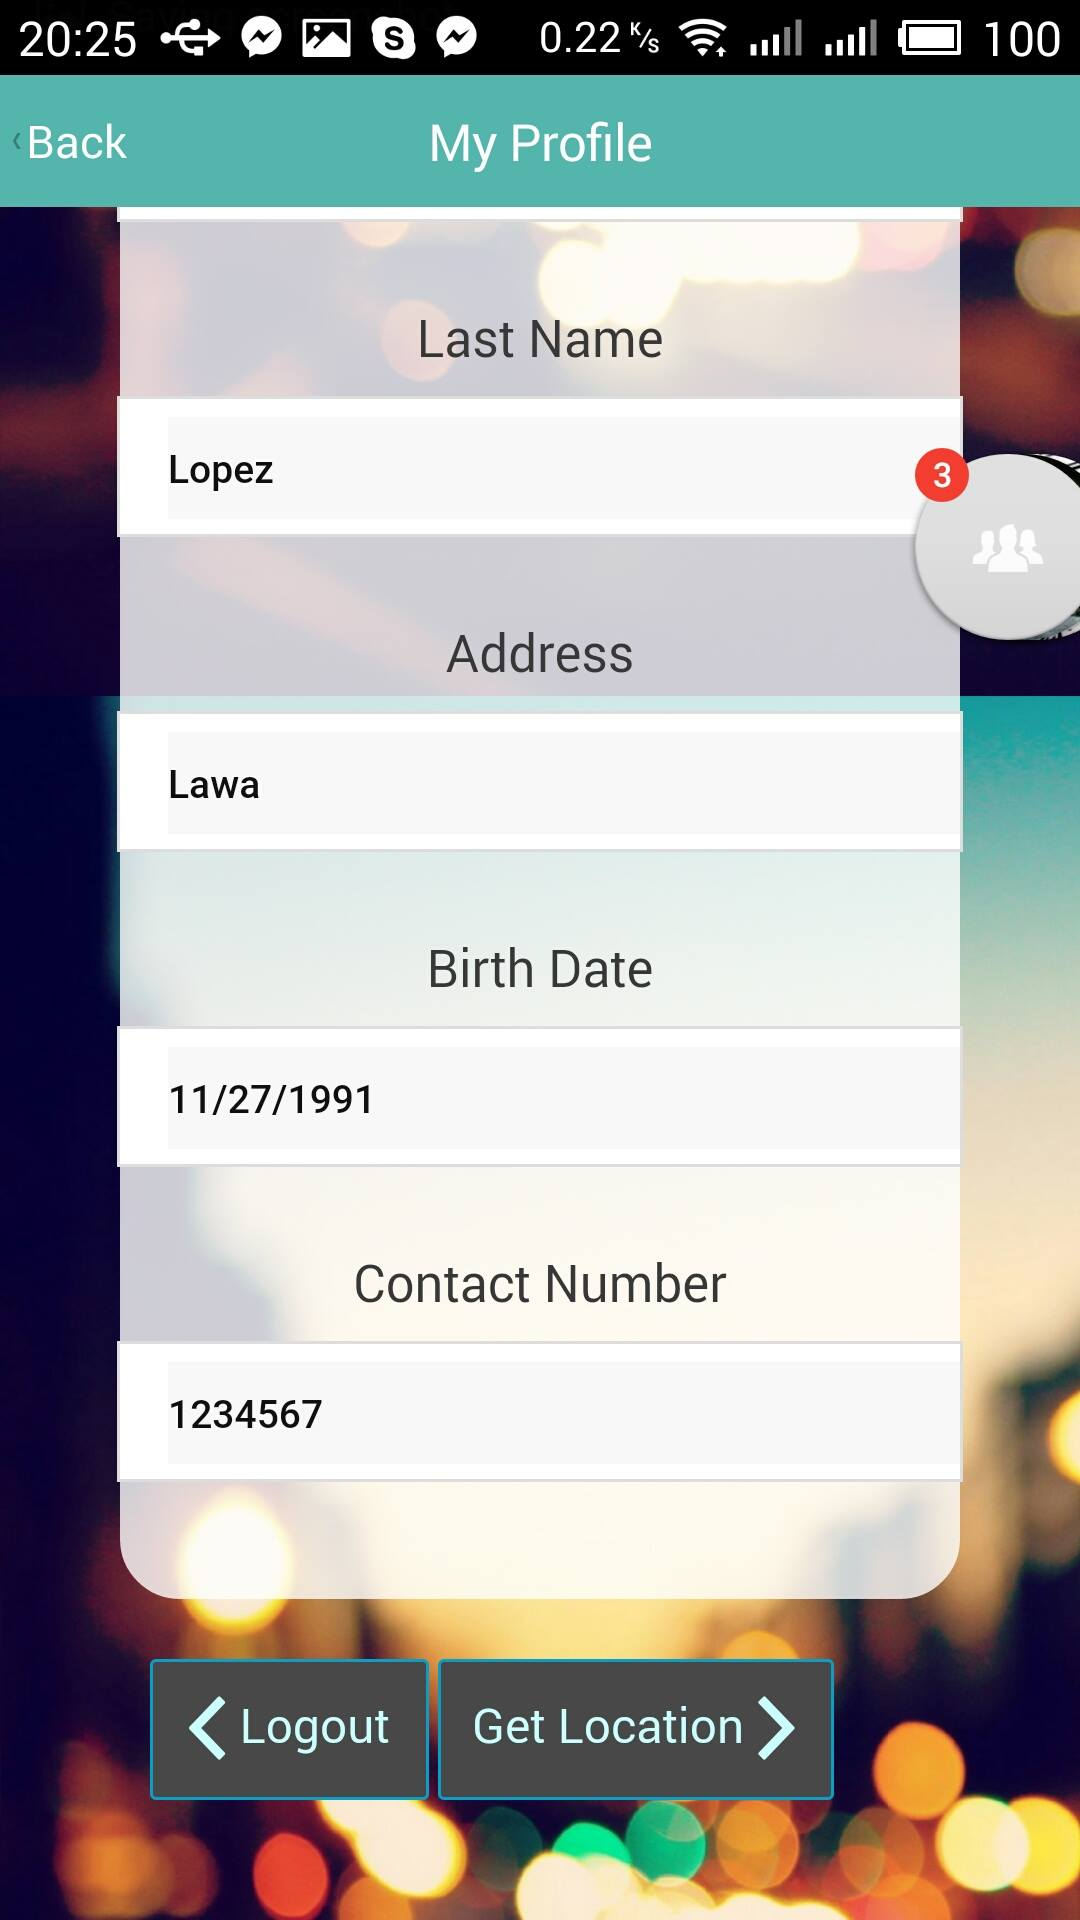 20:25 0.22 K/s 100
Back My Profile
Last Name
Lopez
3
Address
Lawa
Birth Date
11/27/1991
Contact Number
1234567
Logout Get Location